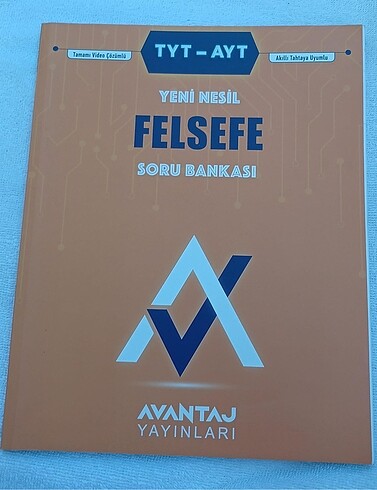 TYT – AYT
Tamamı Video Çözümlü
Akıllı Tahtaya Uyumlu
YENİ NESİL
FELSEFE
SORU BANKASI
AVANTAJ
YAYINLARI